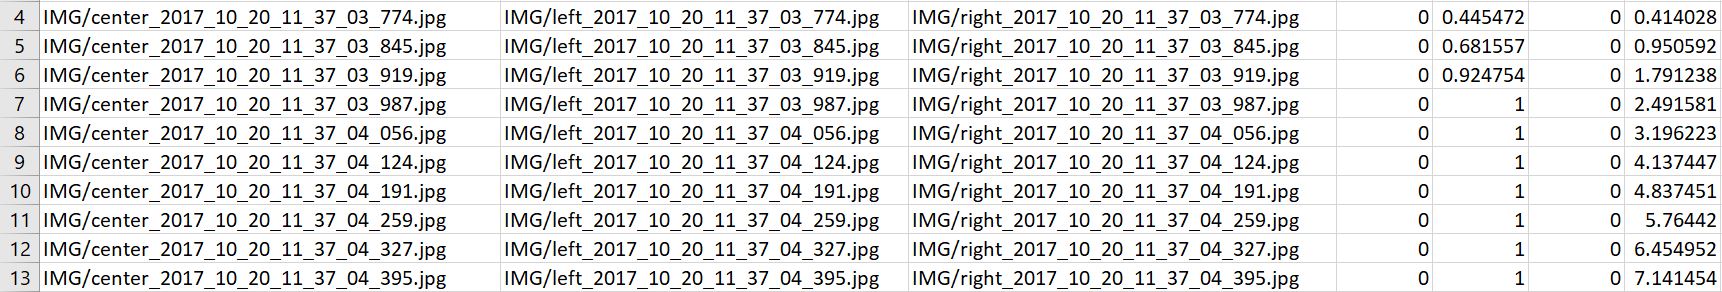 4 IMG/center_2017_10_20_11_37_03_774.jpg IMG/left_2017_10_20_11_37_03_774.jpg IMG/right_2017_10_20_11_37_03_774.jpg 0 0.445472 0 0.414028
5 IMG/center_2017_10_20_11_37_03_845.jpg IMG/left_2017_10_20_11_37_03_845.jpg IMG/right_2017_10_20_11_37_03_845.jpg 0 0.681557 0 0.950592
6 IMG/center_2017_10_20_11_37_03_919.jpg IMG/left_2017_10_20_11_37_03_919.jpg IMG/right_2017_10_20_11_37_03_919.jpg 0 0.924754 0 1.791238
7 IMG/center_2017_10_20_11_37_03_987.jpg IMG/left_2017_10_20_11_37_03_987.jpg IMG/right_2017_10_20_11_37_03_987.jpg 0 1 0 2.491581
8 IMG/center_2017_10_20_11_37_04_056.jpg IMG/left_2017_10_20_11_37_04_056.jpg IMG/right_2017_10_20_11_37_04_056.jpg 0 1 0 3.196223
9 IMG/center_2017_10_20_11_37_04_124.jpg IMG/left_2017_10_20_11_37_04_124.jpg IMG/right_2017_10_20_11_37_04_124.jpg 0 1 0 4.137447
10 IMG/center_2017_10_20_11_37_04_191.jpg IMG/left_2017_10_20_11_37_04_191.jpg IMG/right_2017_10_20_11_37_04_191.jpg 0 1 0 4.837451
11 IMG/center_2017_10_20_11_37_04_259.jpg IMG/left_2017_10_20_11_37_04_259.jpg IMG/right_2017_10_20_11_37_04_259.jpg 0 1 0 5.76442
12 IMG/center_2017_10_20_11_37_04_327.jpg IMG/left_2017_10_20_11_37_04_327.jpg IMG/right_2017_10_20_11_37_04_327.jpg 0 1 0 6.454952
13 IMG/center_2017_10_20_11_37_04_395.jpg IMG/left_2017_10_20_11_37_04_395.jpg IMG/right_2017_10_20_11_37_04_395.jpg 0 1 0 7.141454